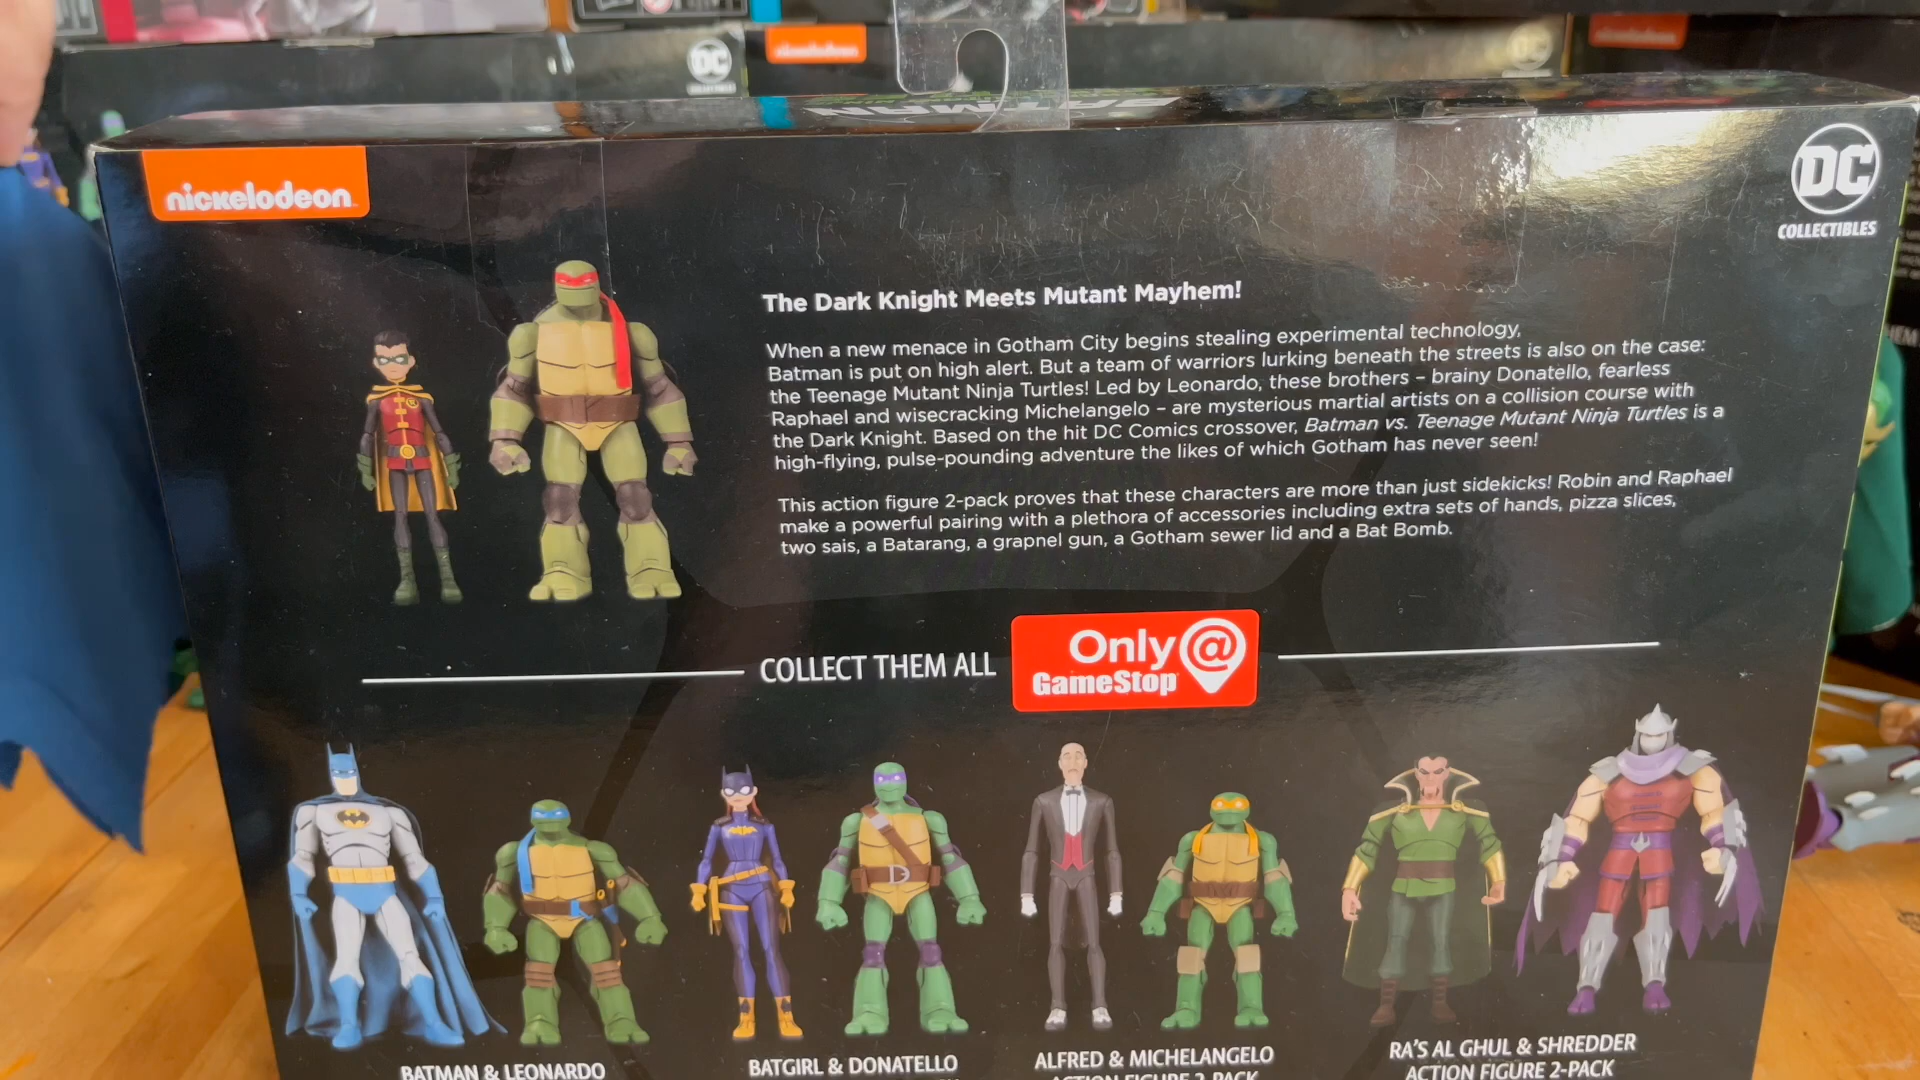 nickelodeon
DC
nickelodeon
DC
COLLECTIBLES
BATMAN
The Dark Knight Meets Mutant Mayhem!
When a new menace in Gotham City begins stealing experimental technology,
Batman is put on high alert. But a team of warriors lurking beneath the streets is also on the case:
the Teenage Mutant Ninja Turtles! Led by Leonardo, these brothers – brainy Donatello, fearless
Raphael and wisecracking Michelangelo – are mysterious martial artists on a collision course with
the Dark Knight. Based on the hit DC Comics crossover, Batman vs. Teenage Mutant Ninja Turtles is a
high-flying, pulse-pounding adventure the likes of which Gotham has never seen!
This action figure 2-pack proves that these characters are more than just sidekicks! Robin and Raphael
make a powerful pairing with a plethora of accessories including extra sets of hands, pizza slices,
two sais, a Batarang, a grapnel gun, a Gotham sewer lid and a Bat Bomb.
COLLECT THEM ALL
Only@
GameStop
BATMAN & LEONARDO
BATGIRL & DONATELLO
ALFRED & MICHELANGELO
ACTION FIGURE 2-PACK
RA'S AL GHUL & SHREDDER
ACTION FIGURE 2-PACK